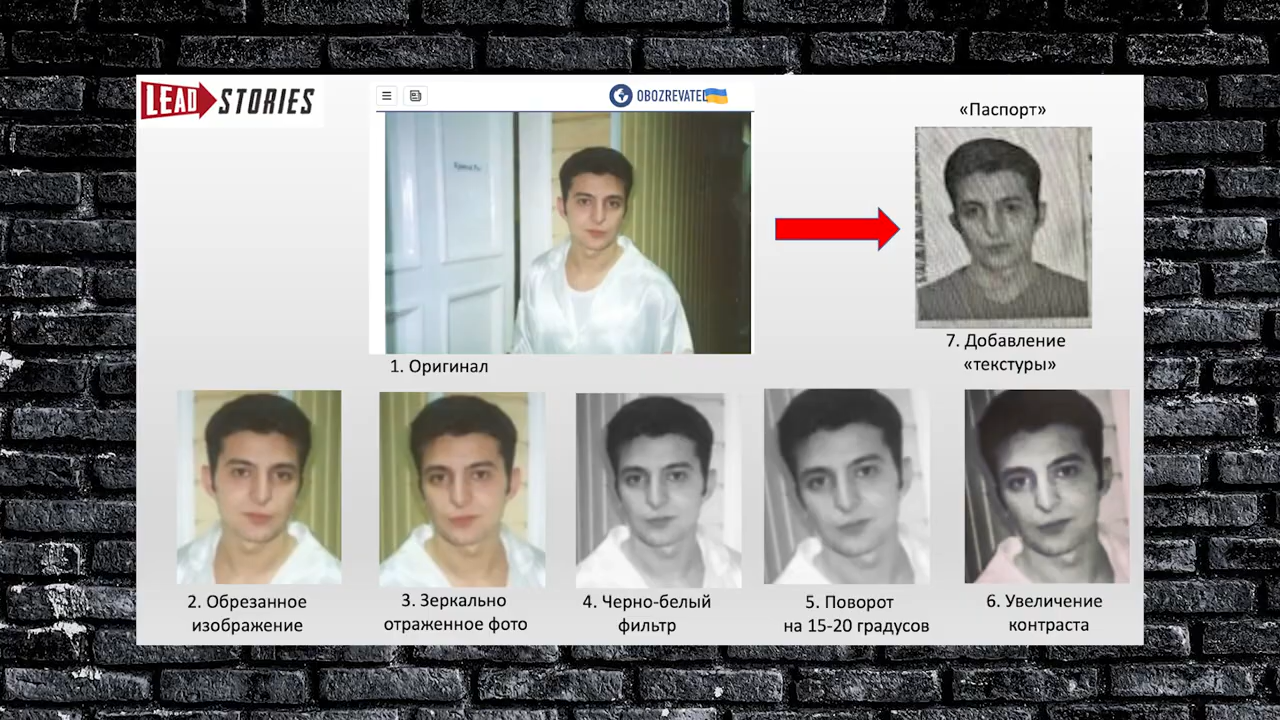 LEAD STORIES
OBOZREVATEL
«Паспорт»
1. Оригинал
7. Добавление
«текстуры»
2. Обрезанное
изображение
3. Зеркально
отраженное фото
4. Черно-белый
фильтр
5. Поворот
на 15-20 градусов
6. Увеличение
контраста